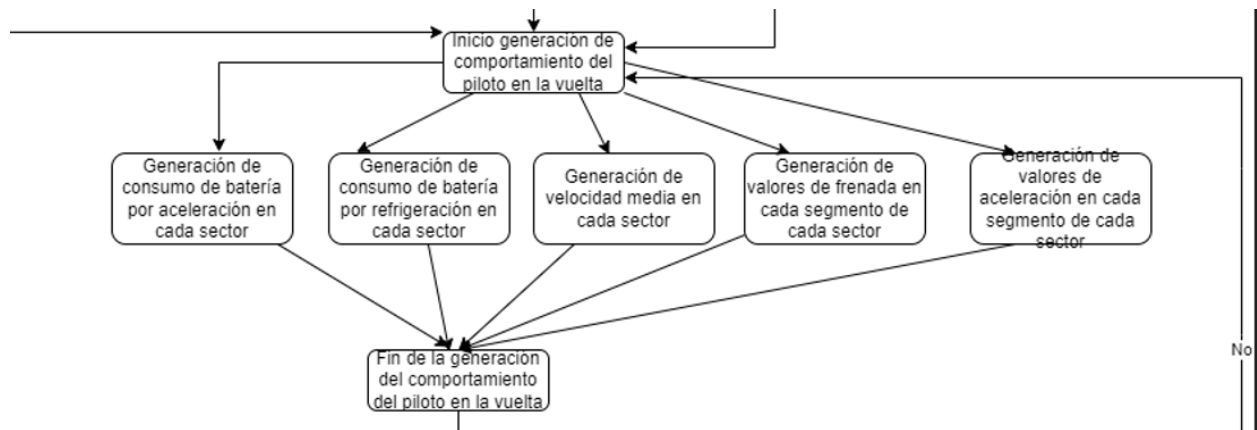 Inicio generación de
comportamiento del
piloto en la vuelta
Generación de
consumo de batería
por aceleración en
cada sector
Generación de
consumo de batería
por refrigeración en
cada sector
Generación de
velocidad media en
cada sector
Generación de
valores de frenada en
cada segmento de
cada sector
Generación de
valores de
aceleración en cada
segmento de cada
sector
No
Fin de la generación
del comportamiento
del piloto en la vuelta